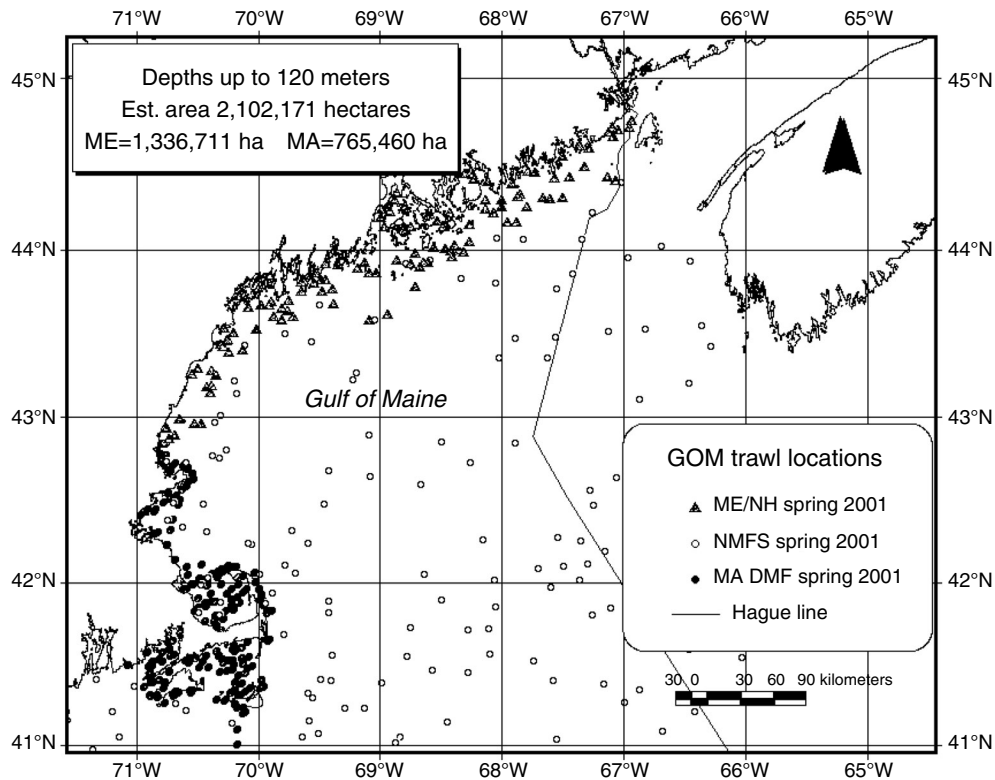 71°W 70°W 69°W 68°W 67°W 66°W 65°W
45°N 45°N
Depths up to 120 meters
Est. area 2,102,171 hectares
ME=1,336,711 ha MA=765,460 ha
44°N 44°N
Gulf of Maine
43°N 43°N
GOM trawl locations
ME/NH spring 2001
NMFS spring 2001
MA DMF spring 2001
Hague line
42°N 42°N
30 0 30 60 90 kilometers
41°N 41°N
71°W 70°W 69°W 68°W 67°W 66°W 65°W